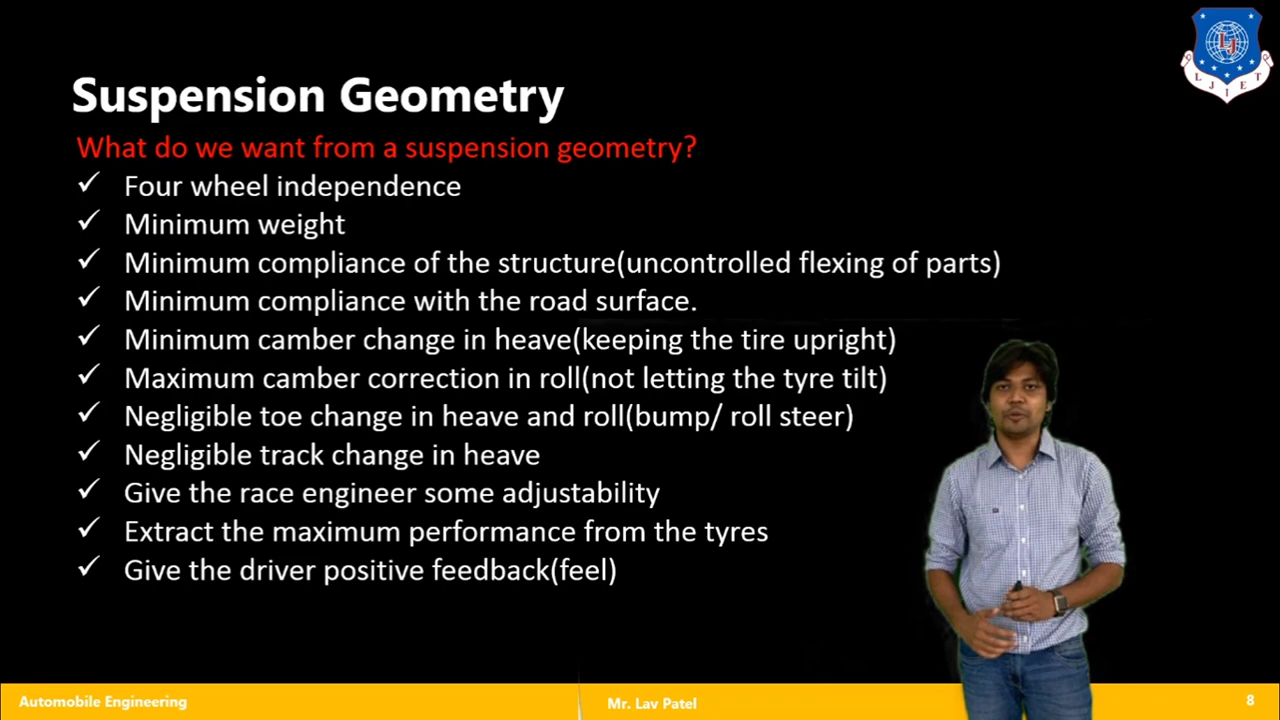 Suspension Geometry
What do we want from a suspension geometry?
✓ Four wheel independence
✓ Minimum weight
✓ Minimum compliance of the structure(uncontrolled flexing of parts)
✓ Minimum compliance with the road surface.
✓ Minimum camber change in heave(keeping the tire upright)
✓ Maximum camber correction in roll(not letting the tyre tilt)
✓ Negligible toe change in heave and roll(bump/ roll steer)
✓ Negligible track change in heave
✓ Give the race engineer some adjustability
✓ Extract the maximum performance from the tyres
✓ Give the driver positive feedback(feel)
LJ
LJIET
Automobile Engineering
Mr. Lav Patel
8